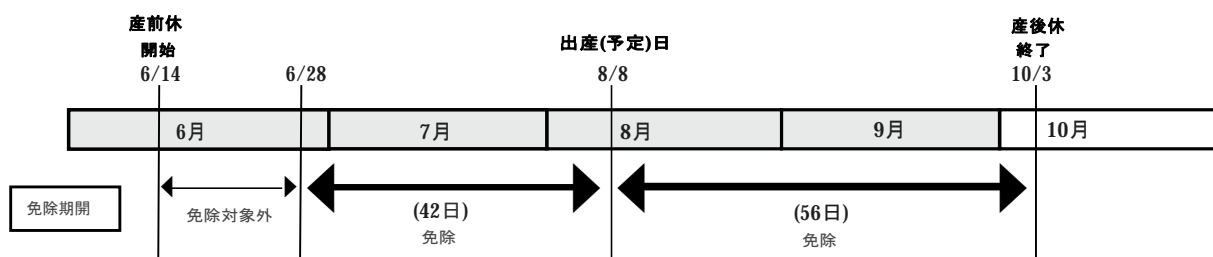 産前休
開始
6/14
6/28
出産(予定)日
8/8
産後休
終了
10/3
6月
7月
8月
9月
10月
免除期開
免除対象外
(42日)
免除
(56日)
免除